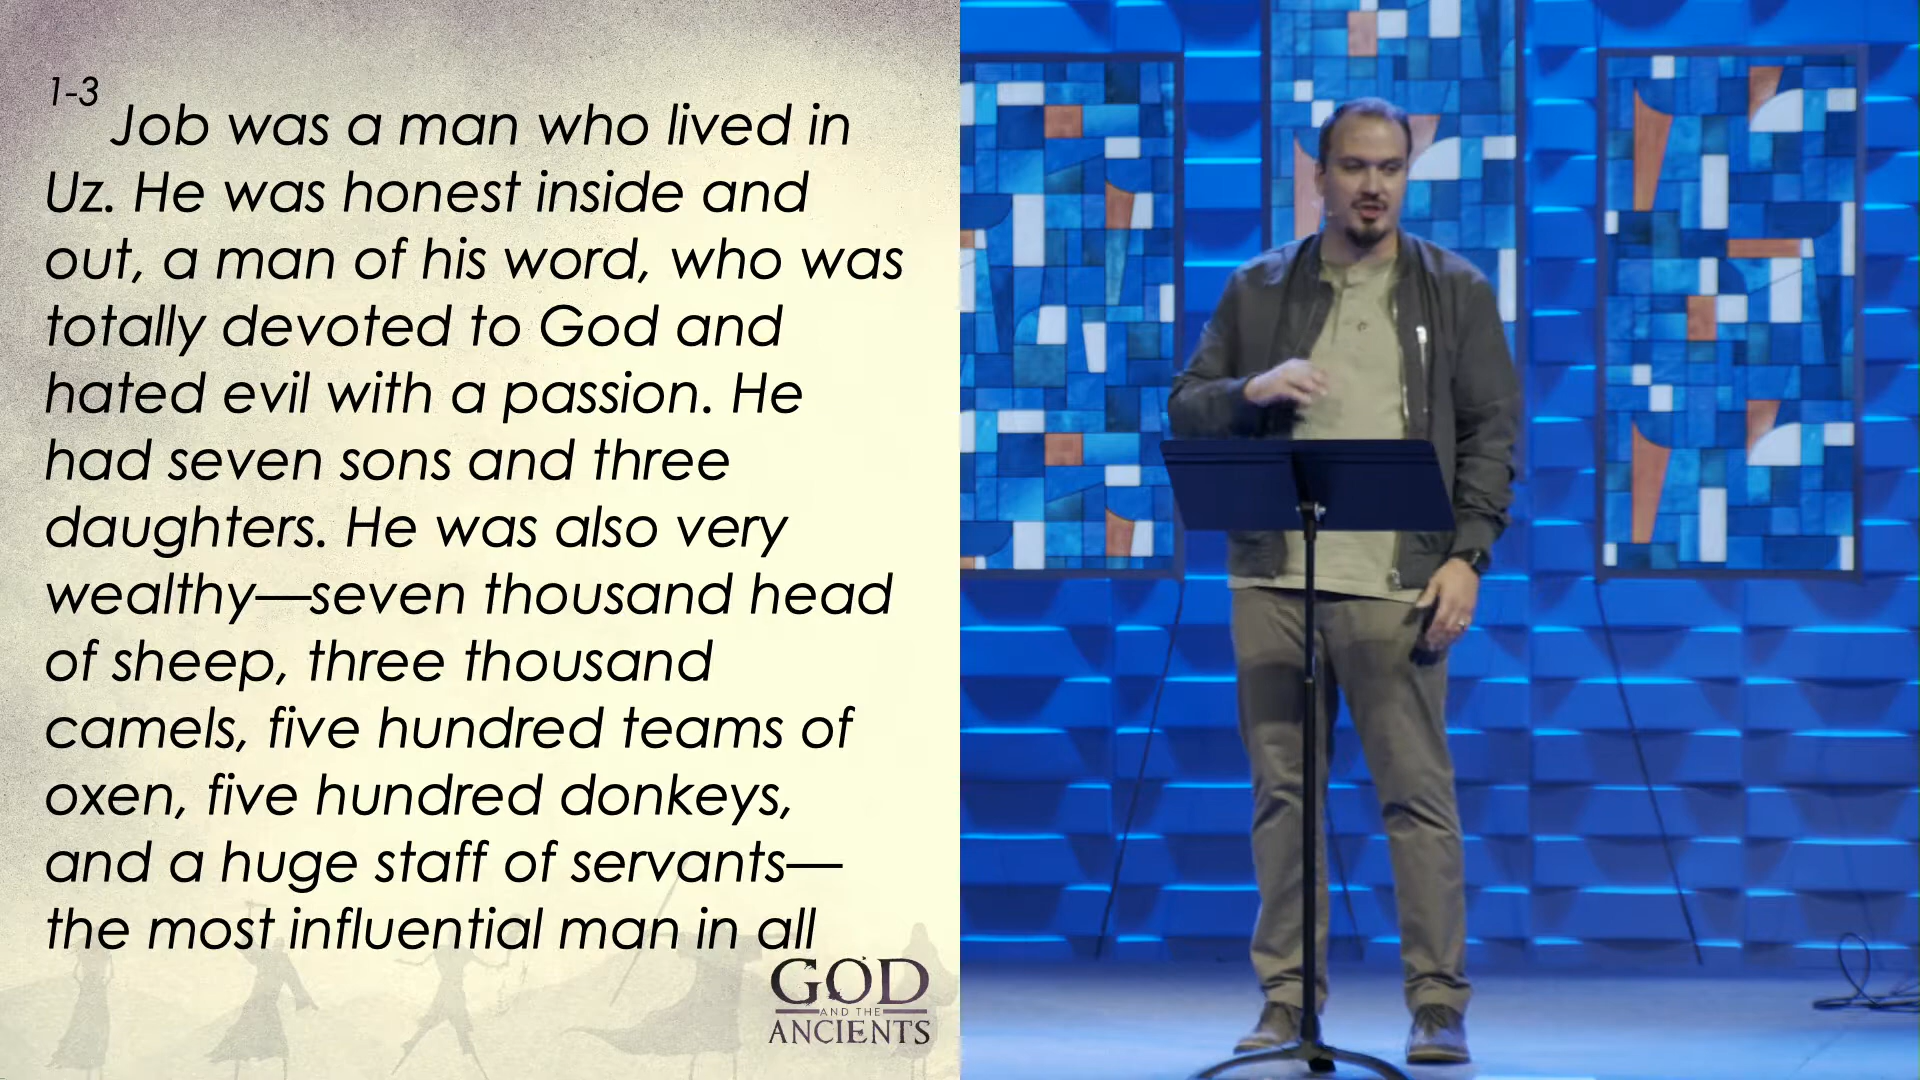 1-3
Job was a man who lived in
Uz. He was honest inside and
out, a man of his word, who was
totally devoted to God and
hated evil with a passion. He
had seven sons and three
daughters. He was also very
wealthy—seven thousand head
of sheep, three thousand
camels, five hundred teams of
oxen, five hundred donkeys,
and a huge staff of servants—
the most influential man in all
GOD
AND THE
ANCIENTS